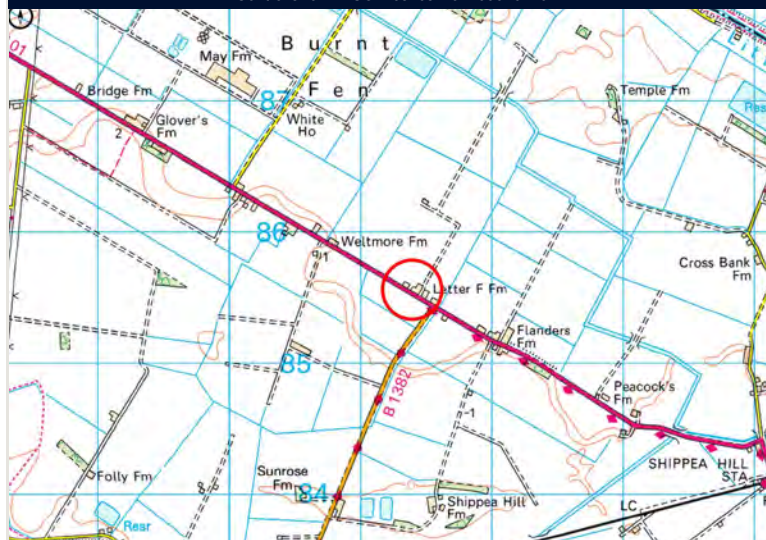 Burnt
Fen
01
May Fm
Bridge Fm
87
Temple Fm
Glover's
Fm
White
Ho
2
86
Weltmore Fm
1
Cross Bank
Fm
Letter F Fm
Flanders
Fm
85
B 1382
-1
Peacock's
Fm
SHIPPEA HILL
STA
Folly Fm
Sunrose
Fm
84
Shippea Hill
Fm
LC
Resr